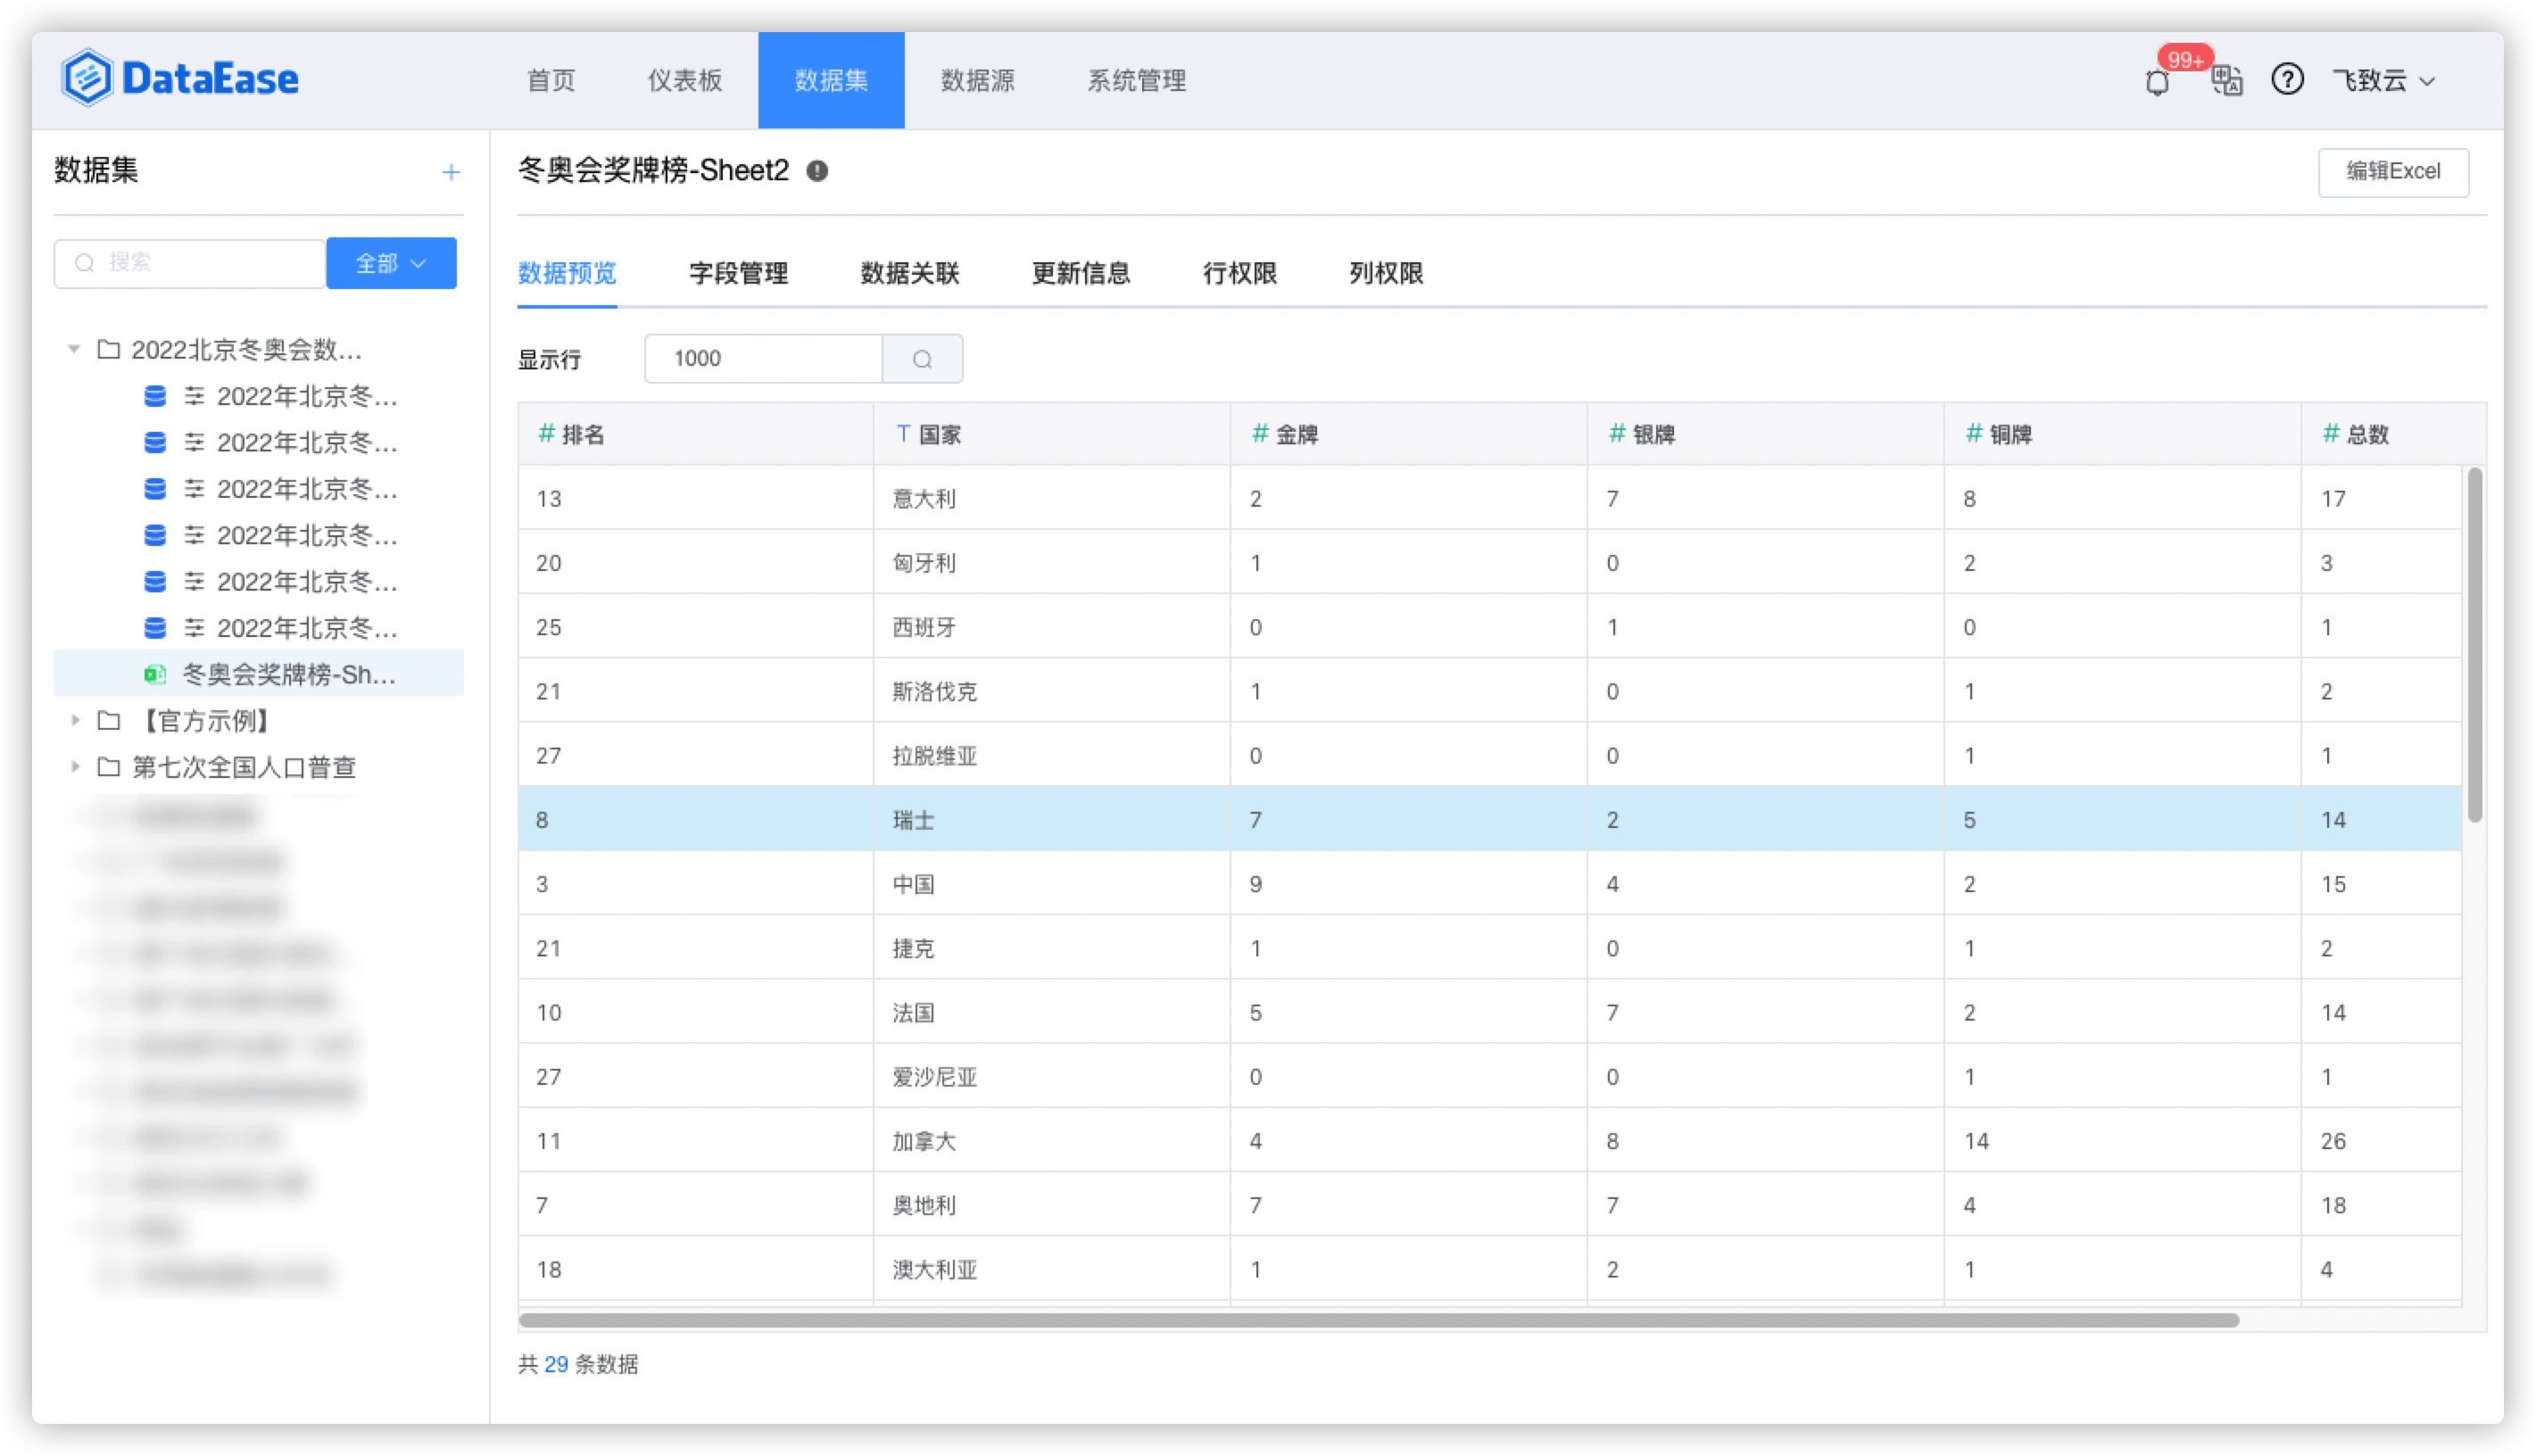 DataEase
首页 仪表板 数据集 数据源 系统管理
99+
飞致云
数据集
搜索 全部
2022北京冬奥会数...
2022年北京冬...
2022年北京冬...
2022年北京冬...
2022年北京冬...
2022年北京冬...
2022年北京冬...
冬奥会奖牌榜-Sh...
【官方示例】
第七次全国人口普查
冬奥会奖牌榜-Sheet2
编辑Excel
数据预览 字段管理 数据关联 更新信息 行权限 列权限
显示行 1000
# 排名 T 国家 # 金牌 # 银牌 # 铜牌 # 总数
13 意大利 2 7 8 17
20 匈牙利 1 0 2 3
25 西班牙 0 1 0 1
21 斯洛伐克 1 0 1 2
27 拉脱维亚 0 0 1 1
8 瑞士 7 2 5 14
3 中国 9 4 2 15
21 捷克 1 0 1 2
10 法国 5 7 2 14
27 爱沙尼亚 0 0 1 1
11 加拿大 4 8 14 26
7 奥地利 7 7 4 18
18 澳大利亚 1 2 1 4
共 29 条数据